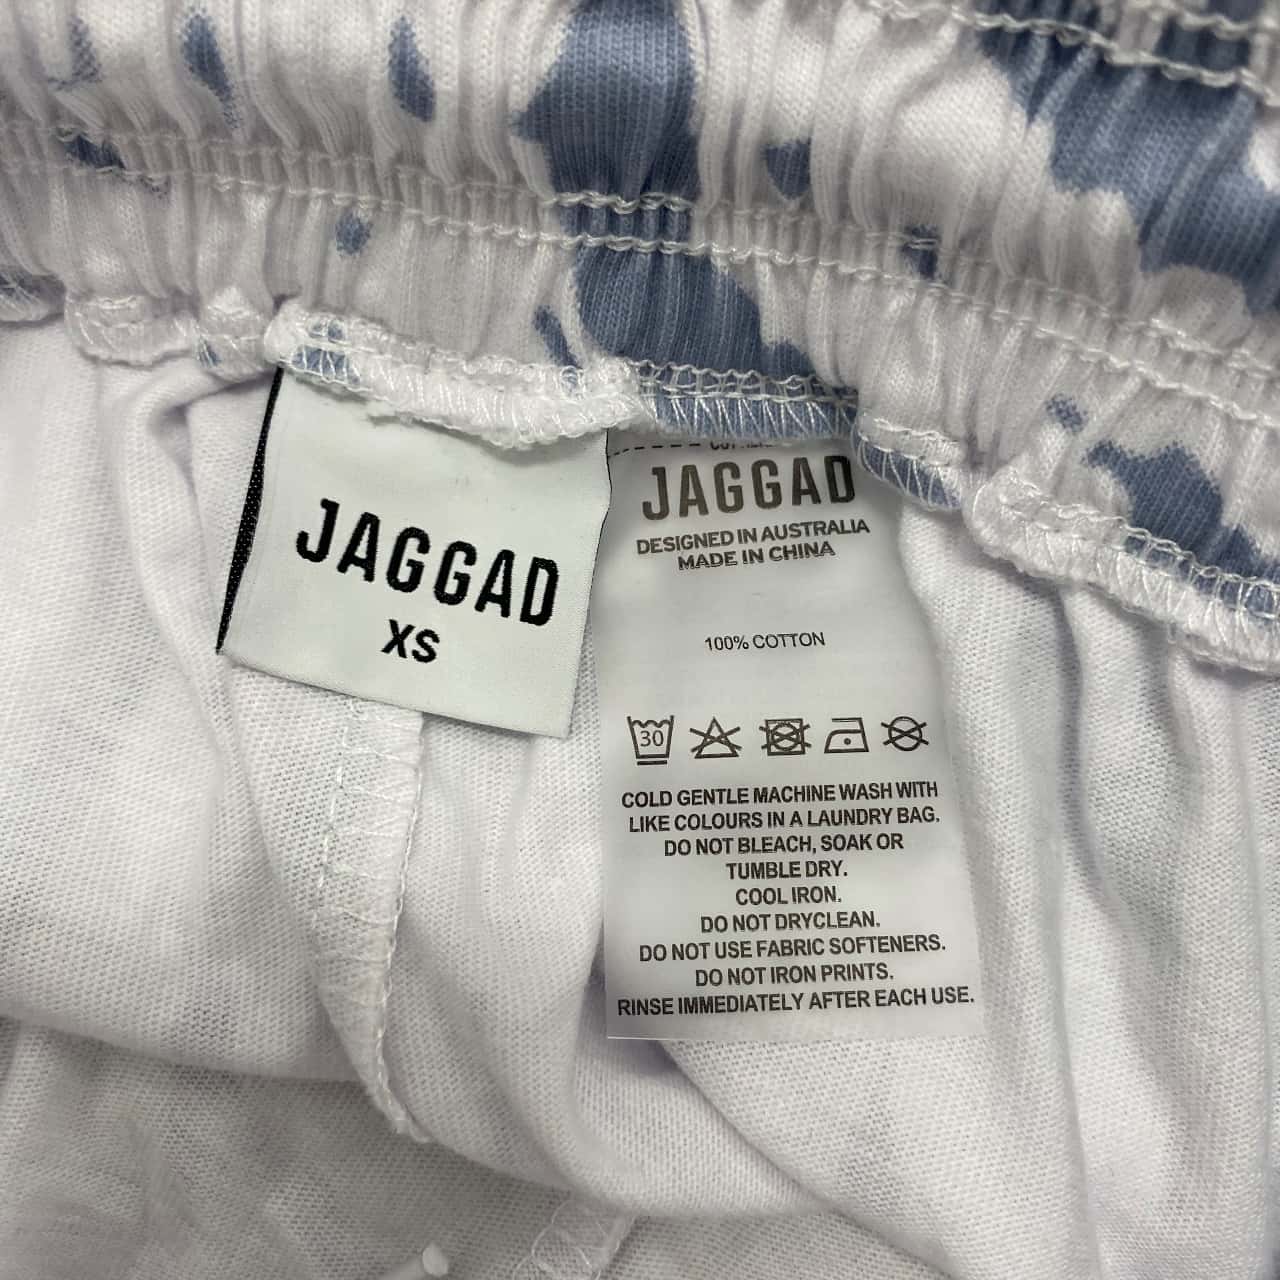 JAGGAD
XS
JAGGAD
DESIGNED IN AUSTRALIA
MADE IN CHINA
100% COTTON
30
COLD GENTLE MACHINE WASH WITH
LIKE COLOURS IN A LAUNDRY BAG.
DO NOT BLEACH, SOAK OR
TUMBLE DRY.
COOL IRON.
DO NOT DRYCLEAN.
DO NOT USE FABRIC SOFTENERS.
DO NOT IRON PRINTS.
RINSE IMMEDIATELY AFTER EACH USE.